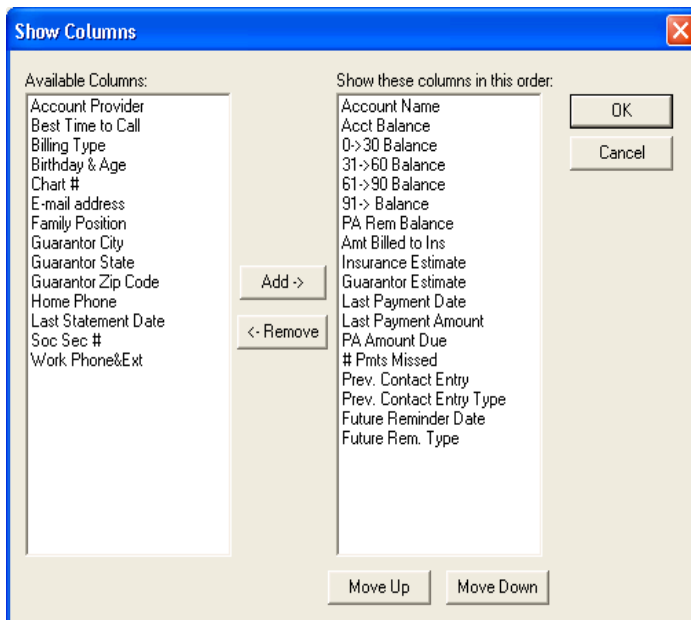 Show Columns
Available Columns:
Account Provider
Best Time to Call
Billing Type
Birthday & Age
Chart #
E-mail address
Family Position
Guarantor City
Guarantor State
Guarantor Zip Code
Home Phone
Last Statement Date
Soc Sec #
Work Phone&Ext
Add ->
<- Remove
Show these columns in this order:
Account Name
Acct Balance
0->30 Balance
31->60 Balance
61->90 Balance
91-> Balance
PA Rem Balance
Amt Billed to Ins
Insurance Estimate
Guarantor Estimate
Last Payment Date
Last Payment Amount
PA Amount Due
# Pmts Missed
Prev. Contact Entry
Prev. Contact Entry Type
Future Reminder Date
Future Rem. Type
Move Up
Move Down
OK
Cancel